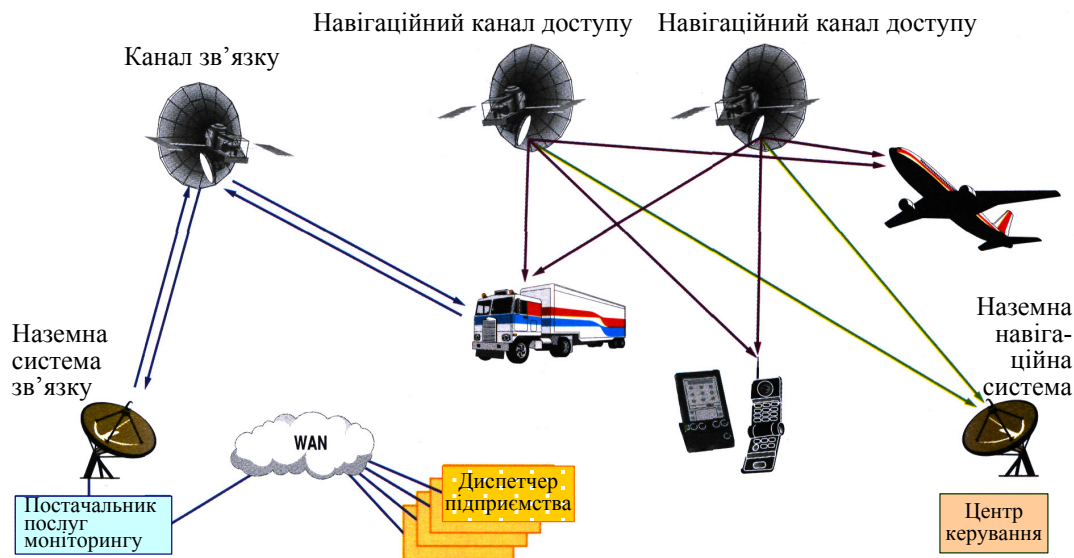 Навігаційний канал доступу
Навігаційний канал доступу
Канал зв’язку
Наземна
система
зв’язку
Наземна
навіга-
ційна
система
WAN
Диспетчер
підприємства
Постачальник
послуг
моніторингу
Центр
керування